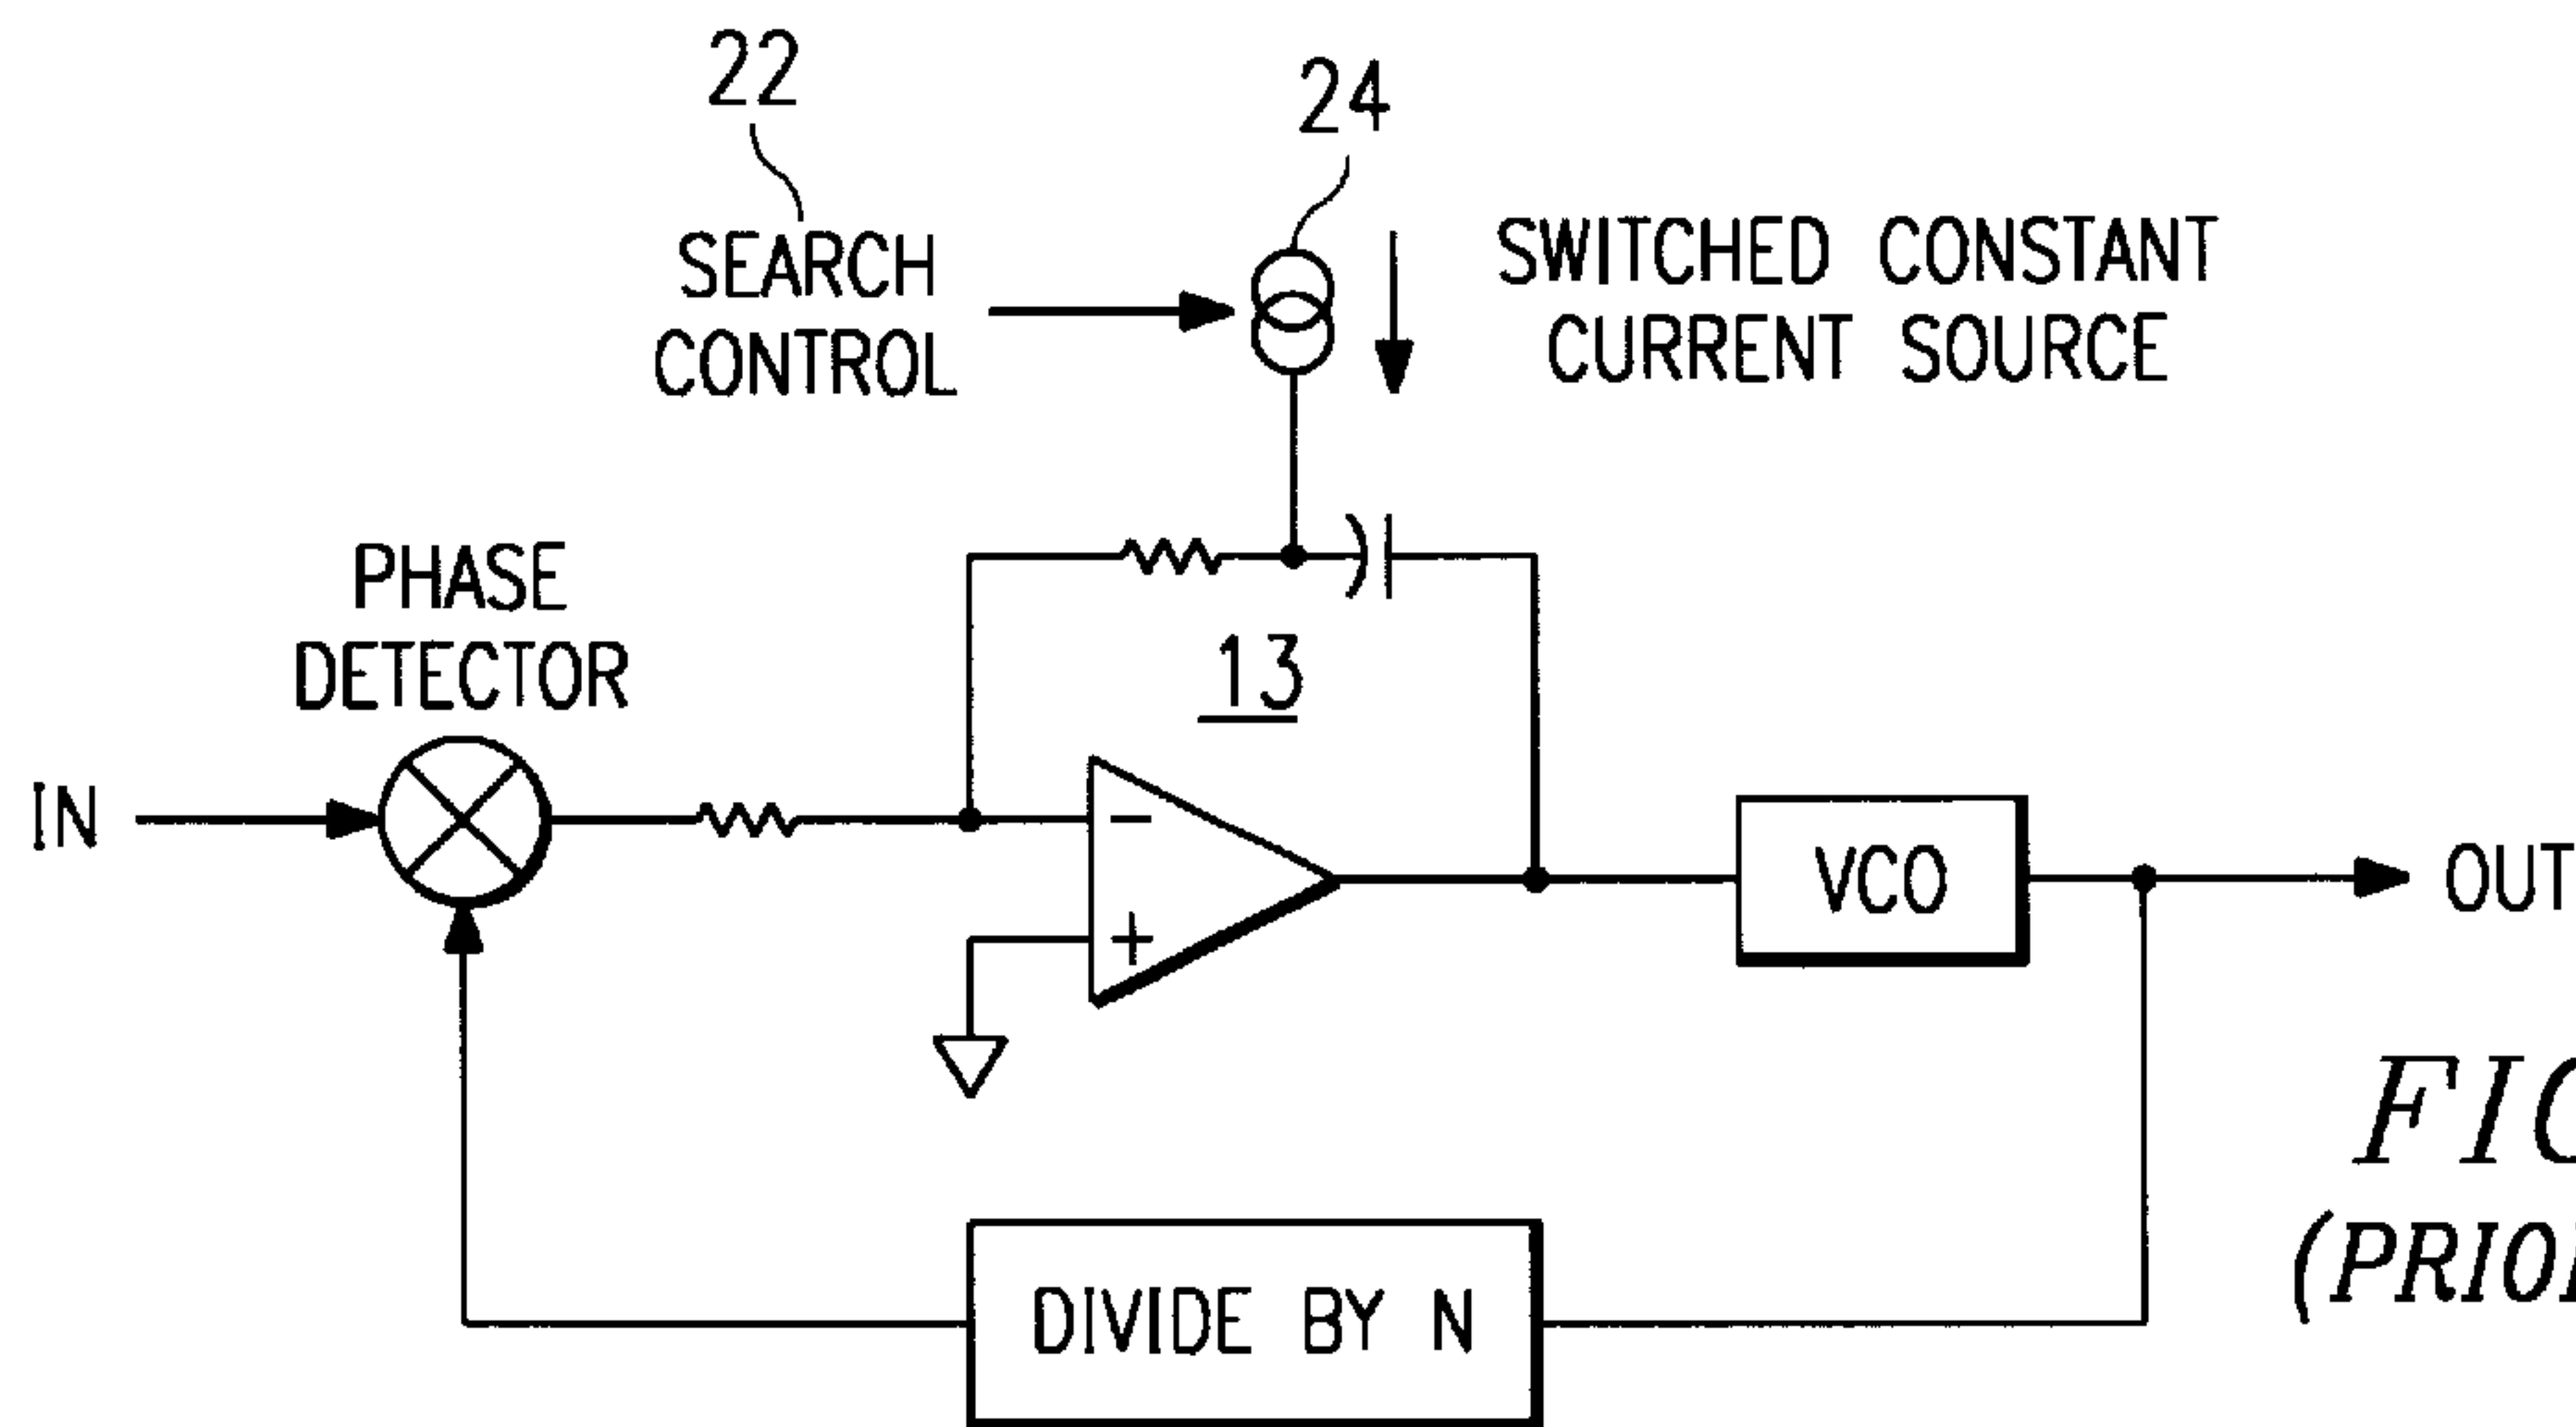 22
24
SEARCH
CONTROL
SWITCHED CONSTANT
CURRENT SOURCE
PHASE
DETECTOR
13
IN
-
+
VCO
OUT
DIVIDE BY N